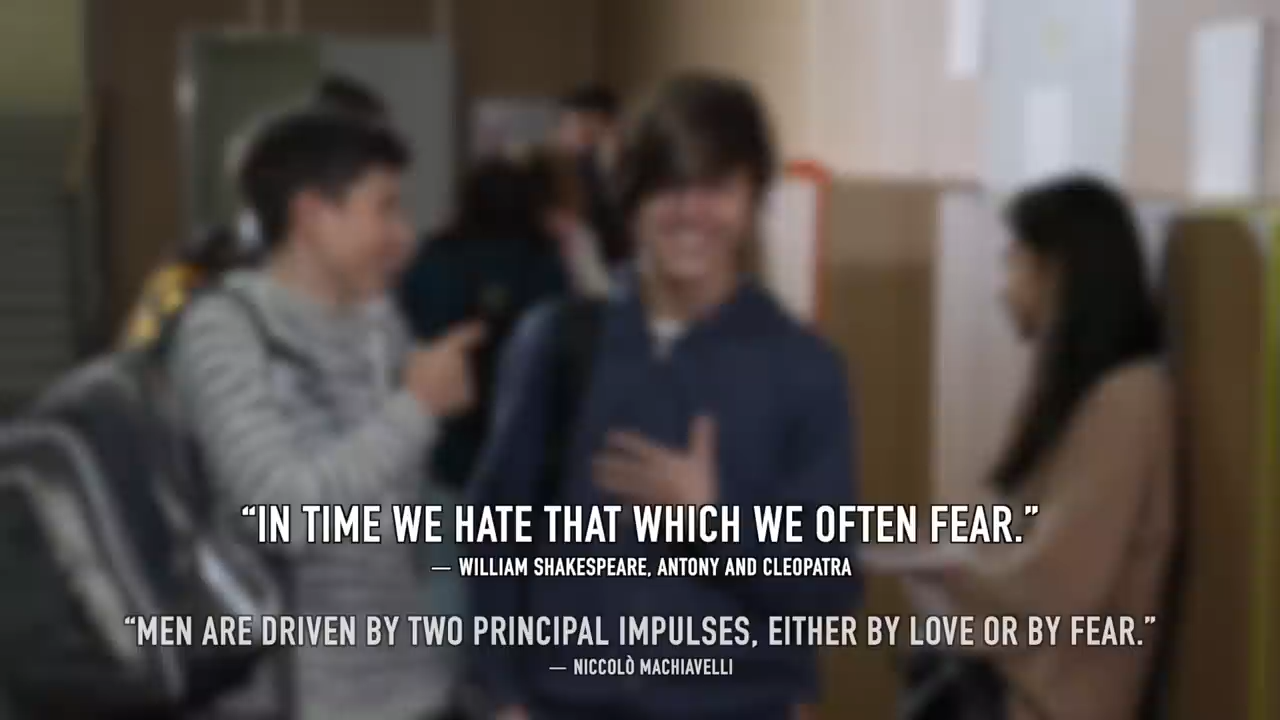 “IN TIME WE HATE THAT WHICH WE OFTEN FEAR.”
— WILLIAM SHAKESPEARE, ANTONY AND CLEOPATRA
“MEN ARE DRIVEN BY TWO PRINCIPAL IMPULSES, EITHER BY LOVE OR BY FEAR.”
— NICCOLÒ MACHIAVELLI